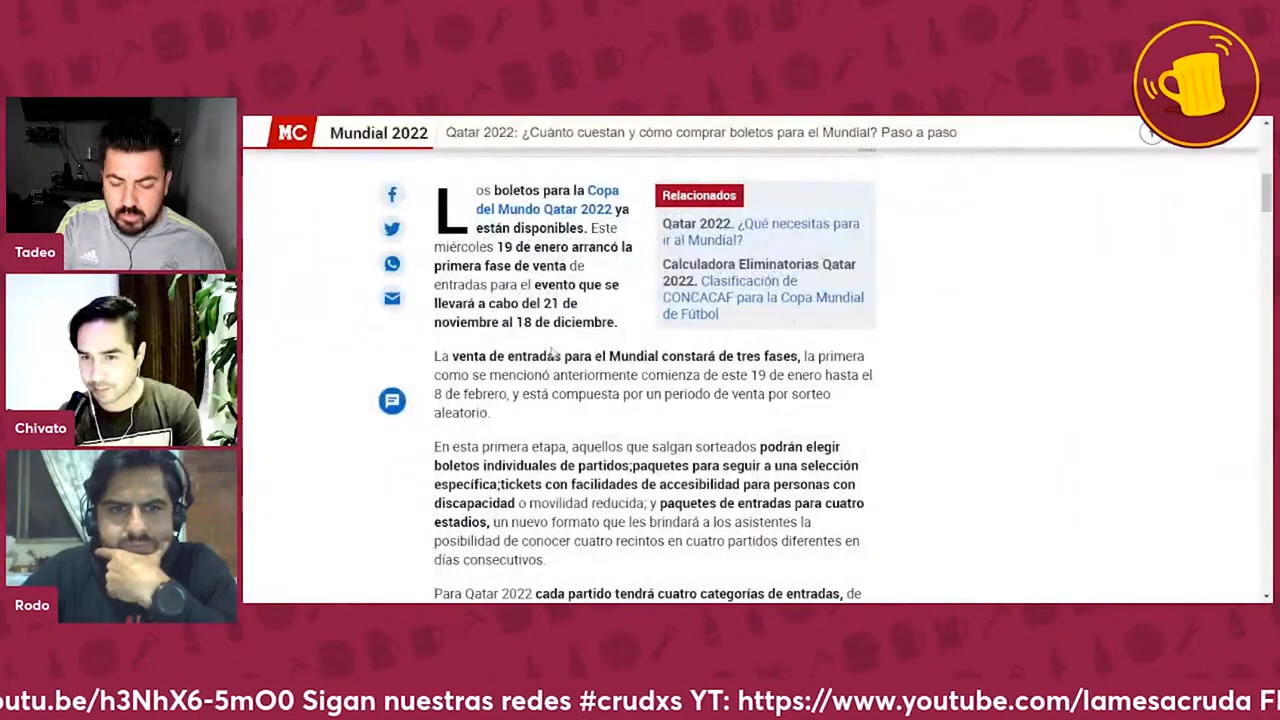 MC Mundial 2022 Qatar 2022: ¿Cuánto cuestan y cómo comprar boletos para el Mundial? Paso a paso
Los boletos para la Copa
del Mundo Qatar 2022 ya
están disponibles. Este
miércoles 19 de enero arrancó la
primera fase de venta de
entradas para el evento que se
llevará a cabo del 21 de
noviembre al 18 de diciembre.
Relacionados
Qatar 2022. ¿Qué necesitas para
ir al Mundial?
Calculadora Eliminatorias Qatar
2022. Clasificación de
CONCACAF para la Copa Mundial
de Fútbol
La venta de entradas para el Mundial constará de tres fases, la primera
como se mencionó anteriormente comienza de este 19 de enero hasta el
8 de febrero, y está compuesta por un periodo de venta por sorteo
aleatorio.
En esta primera etapa, aquellos que salgan sorteados podrán elegir
boletos individuales de partidos;paquetes para seguir a una selección
específica;tickets con facilidades de accesibilidad para personas con
discapacidad o movilidad reducida; y paquetes de entradas para cuatro
estadios, un nuevo formato que les brindará a los asistentes la
posibilidad de conocer cuatro recintos en cuatro partidos diferentes en
días consecutivos.
Para Qatar 2022 cada partido tendrá cuatro categorías de entradas, de
Tadeo
Chivato
Rodo
outu.be/h3NhX6-5mO0 Sigan nuestras redes #crudxs YT: https://www.youtube.com/lamesacruda